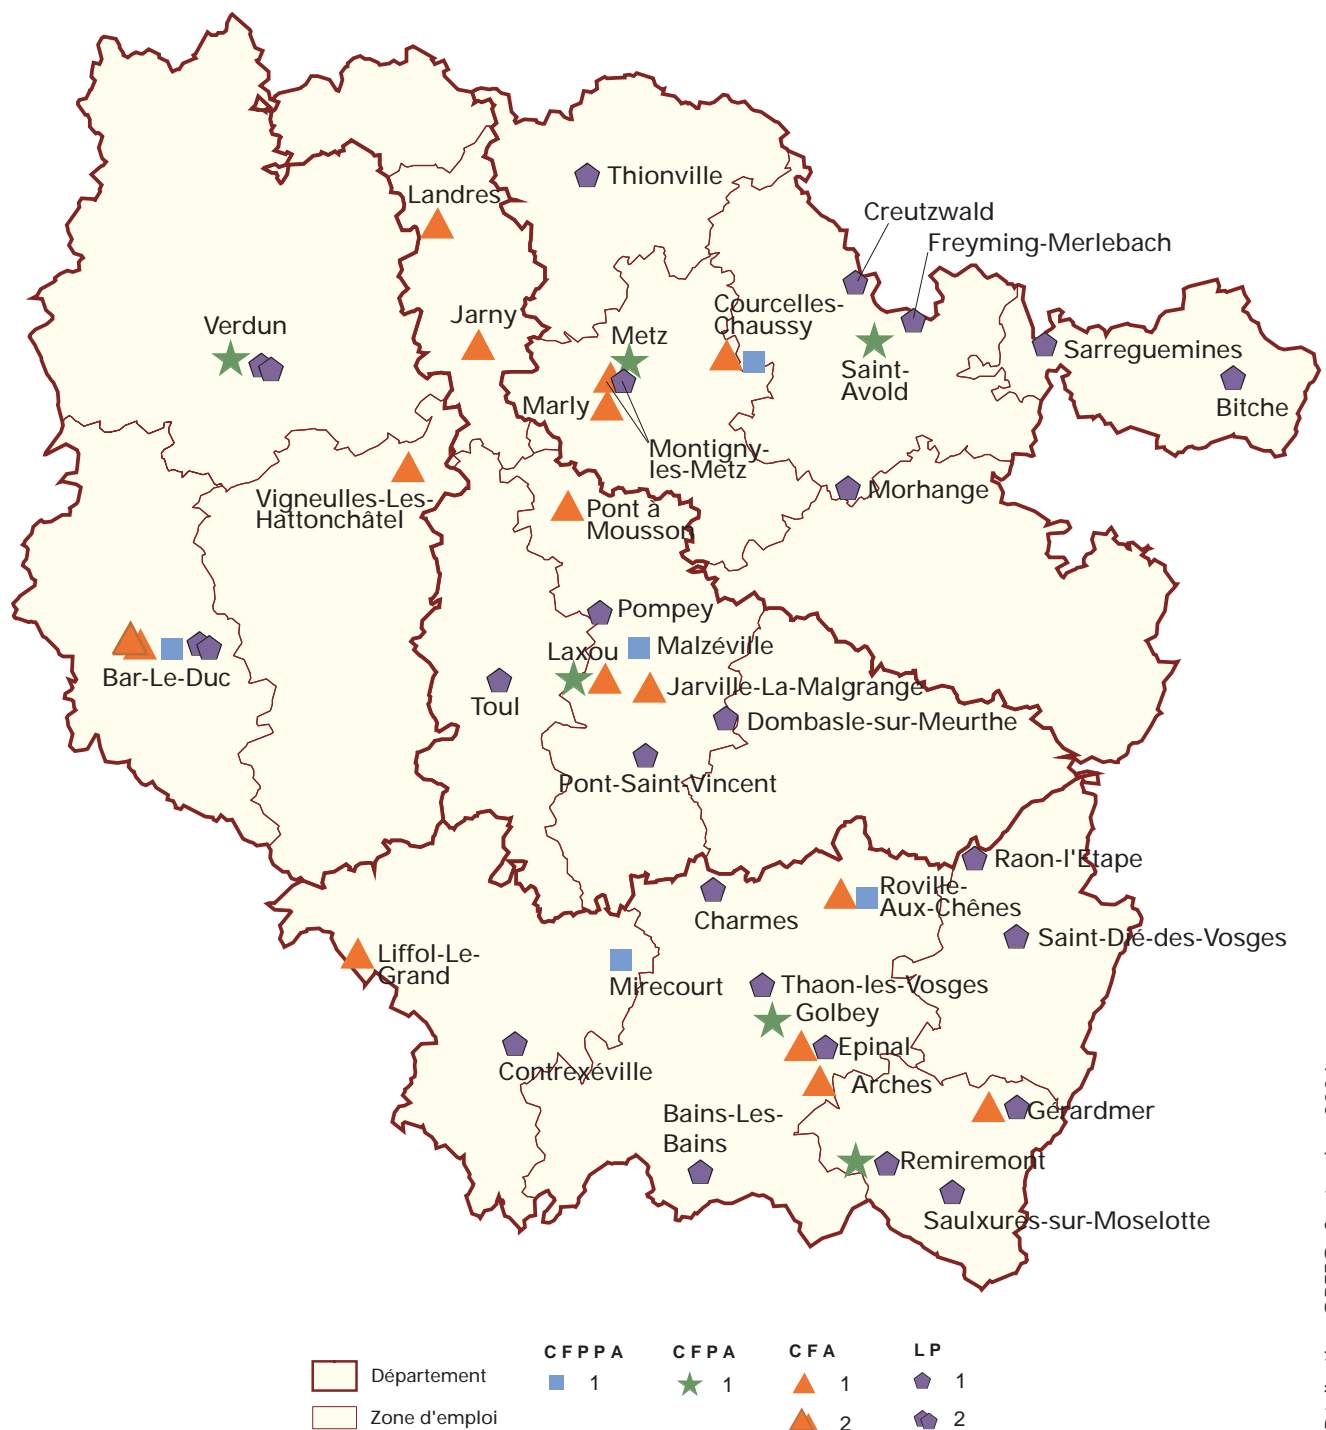 Thionville
Landres
Creutzwald
Freyming-Merlebach
Courcelles-
Chaussy
Jarny
Verdun
Metz
Saint-
Avold
Sarreguemines
Bitche
Marly
Montigny-
les-Metz
Vigneulles-Les-
Hattonchâtel
Morhange
Pont à
Mousson
Pompey
Malzéville
Laxou
Bar-Le-Duc
Toul
Jarville-La-Malgrange
Dombasle-sur-Meurthe
Pont-Saint-Vincent
Raon-l'Etape
Roville-
Aux-Chênes
Charmes
Saint-Dié-des-Vosges
Liffol-Le-
Grand
Mirecourt
Thaon-les-Vosges
Golbey
Epinal
Contrexéville
Arches
Bains-Les-
Bains
Gérardmer
Remiremont
Saulxures-sur-Moselotte
Département
Zone d'emploi
CFPPA
1
CFPA
1
CFA
1
2
LP
1
2